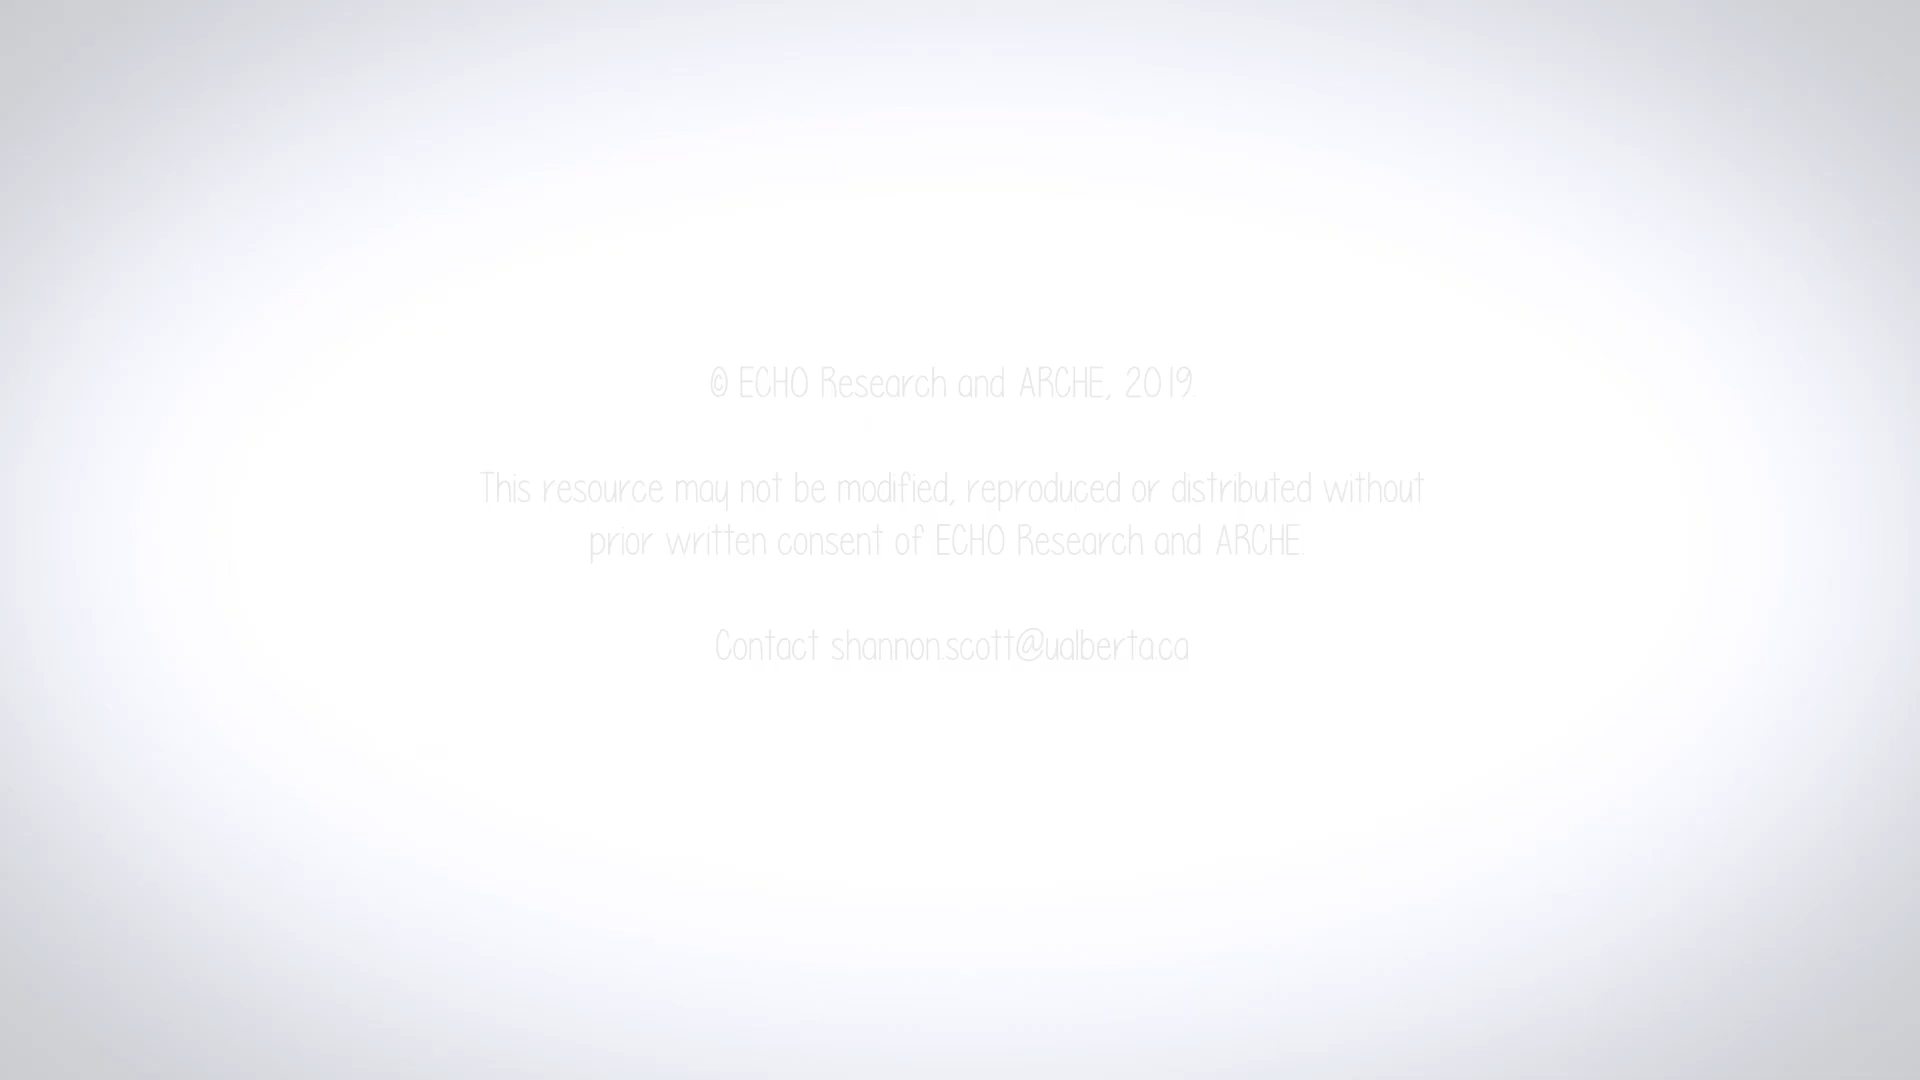 © ECHO Research and ARCHE, 2019.
This resource may not be modified, reproduced or distributed without
prior written consent of ECHO Research and ARCHE.
Contact shannon.scott@ualberta.ca